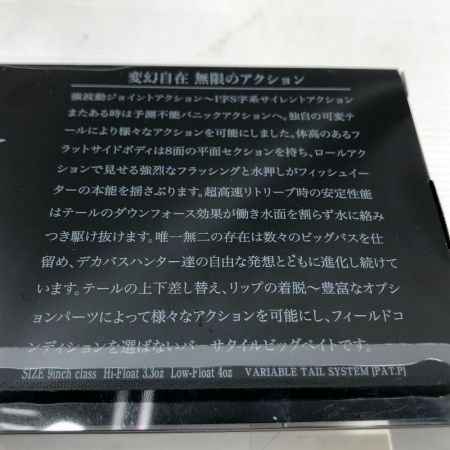 変幻自在 無限のアクション
強波動ジョイントアクション～I字S字系サイレントアクション
またある時は予測不能パニックアクションへ。独自の可変テ
ールにより様々なアクションを可能にしました。体高のあるフ
ラットサイドボディは8面の平面セクションを持ち、ロールアク
ションで見せる強烈なフラッシングと水押しがフィッシュイー
ターの本能を揺さぶります。超高速リトリーブ時の安定性能
はテールのダウンフォース効果が働き水面を割らず水に絡み
つき駆け抜けます。唯一無二の存在は数々のビッグバスを仕
留め、デカバスハンター達の自由な発想とともに進化し続けて
います。テールの上下差し替え、リップの着脱～豊富なオプシ
ョンパーツによって様々なアクションを可能にし、フィールドコ
ンディションを選ばないバーサタイルビッグベイトです。
SIZE 9inch class Hi-Float 3.3oz Low-Float 4oz VARIABLE TAIL SYSTEM [PAT.P]